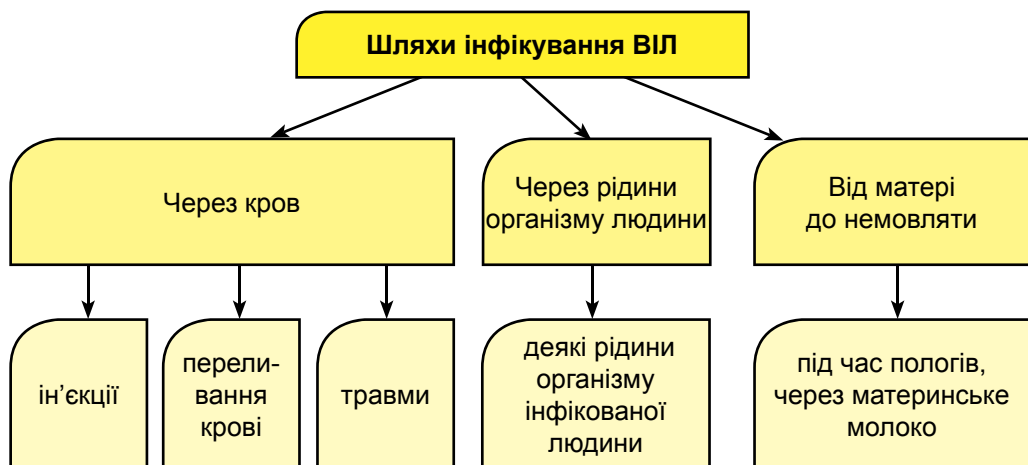 Шляхи інфікування ВІЛ
Через кров
Через рідини
організму людини
Від матері
до немовляти
ін’єкції
перели-
вання
крові
травми
деякі рідини
організму
інфікованої
людини
під час пологів,
через материнське
молоко